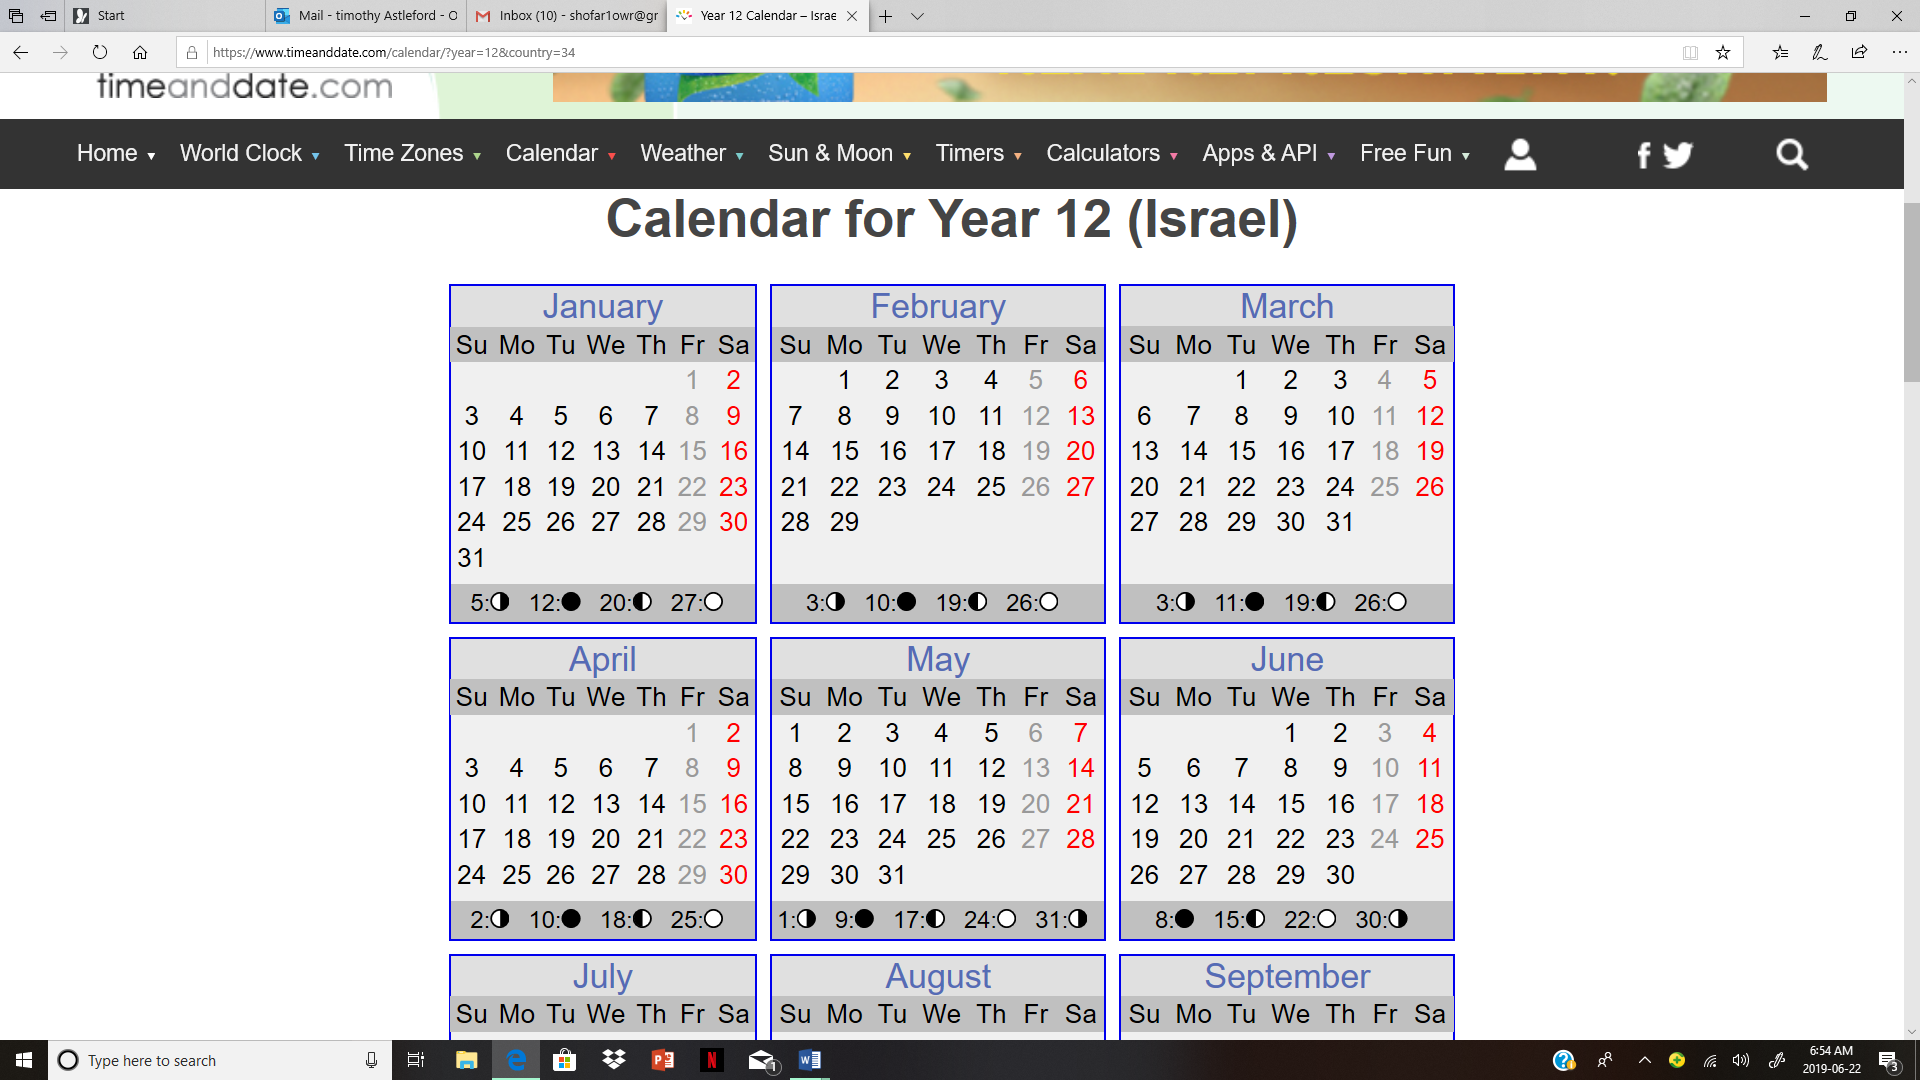 Start
Mail - timothy Astleford - O
Inbox (10) - shofar1owr@gr
Year 12 Calendar – Israe
https://www.timeanddate.com/calendar/?year=12&country=34
timeanddate.com
Home World Clock Time Zones Calendar Weather Sun & Moon Timers Calculators Apps & API Free Fun
Calendar for Year 12 (Israel)
January
Su Mo Tu We Th Fr Sa
1 2
3 4 5 6 7 8 9
10 11 12 13 14 15 16
17 18 19 20 21 22 23
24 25 26 27 28 29 30
31
5: 12: 20: 27:
February
Su Mo Tu We Th Fr Sa
1 2 3 4 5 6
7 8 9 10 11 12 13
14 15 16 17 18 19 20
21 22 23 24 25 26 27
28 29
3: 10: 19: 26:
March
Su Mo Tu We Th Fr Sa
1 2 3 4 5
6 7 8 9 10 11 12
13 14 15 16 17 18 19
20 21 22 23 24 25 26
27 28 29 30 31
3: 11: 19: 26:
April
Su Mo Tu We Th Fr Sa
1 2
3 4 5 6 7 8 9
10 11 12 13 14 15 16
17 18 19 20 21 22 23
24 25 26 27 28 29 30
2: 10: 18: 25:
May
Su Mo Tu We Th Fr Sa
1 2 3 4 5 6 7
8 9 10 11 12 13 14
15 16 17 18 19 20 21
22 23 24 25 26 27 28
29 30 31
1: 9: 17: 24: 31:
June
Su Mo Tu We Th Fr Sa
1 2 3 4
5 6 7 8 9 10 11
12 13 14 15 16 17 18
19 20 21 22 23 24 25
26 27 28 29 30
8: 15: 22: 30:
July
Su Mo Tu We Th Fr Sa
August
Su Mo Tu We Th Fr Sa
September
Su Mo Tu We Th Fr Sa
Type here to search
1
6:54 AM
2019-06-22
3